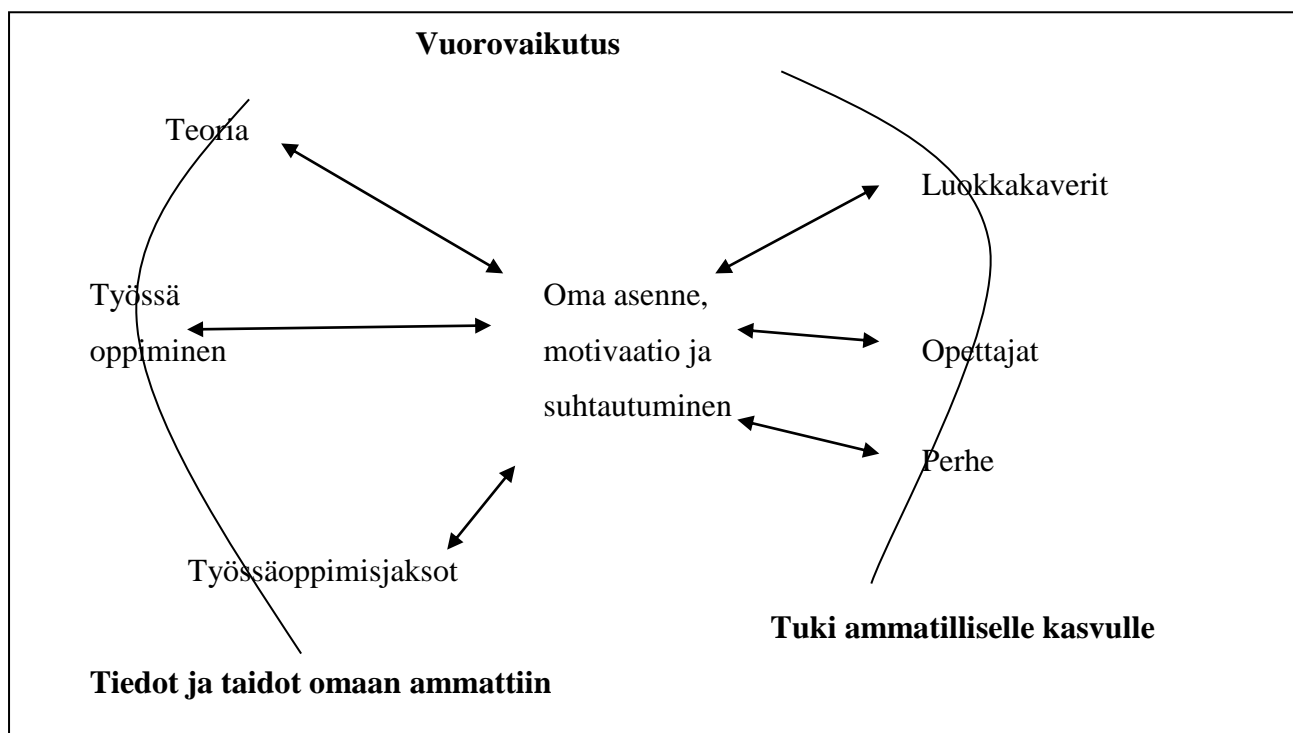 Vuorovaikutus
Teoria
Luokkakaverit
Työssä
oppiminen
Oma asenne,
motivaatio ja
suhtautuminen
Opettajat
Perhe
Työssäoppimisjaksot
Tuki ammatilliselle kasvulle
Tiedot ja taidot omaan ammattiin